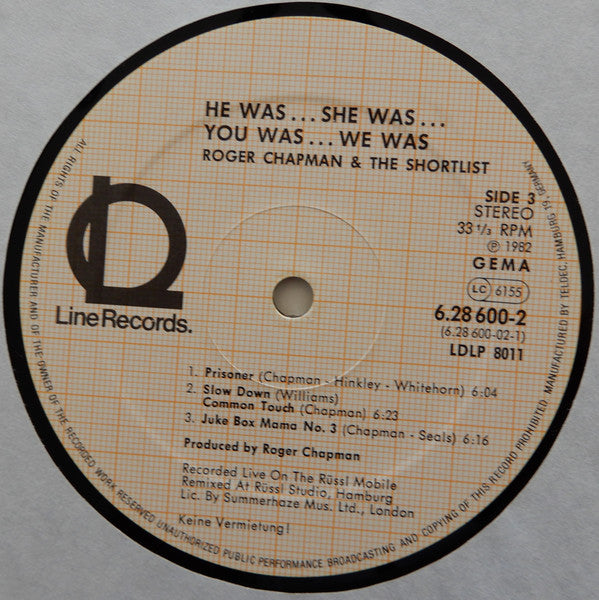 HE WAS... SHE WAS...
YOU WAS... WE WAS
ROGER CHAPMAN & THE SHORTLIST
SIDE 3
STEREO
33 1/3 RPM
℗ 1982
GEMA
LC 6155
6.28 600-2
(6.28 600-02-1)
LDLP 8011
LineRecords.
1. Prisoner (Chapman - Hinkley - Whitehorn) 6:04
2. Slow Down (Williams)
Common Touch (Chapman) 6:23
3. Juke Box Mama No. 3 (Chapman - Seals) 6:16
Produced by Roger Chapman
Recorded Live On The Rüssl Mobile
Remixed At Rüssl Studio, Hamburg
Lic. By Summerhaze Mus. Ltd., London
Keine Vermietung!
ALL RIGHTS OF THE MANUFACTURER AND OF THE OWNER OF THE RECORDED WORK RESERVED UNAUTHORIZED PUBLIC PERFORMANCE BROADCASTING AND COPYING OF THIS RECORD PROHIBITED. MANUFACTURED BY TELDEC, HAMBURG 19, GERMANY